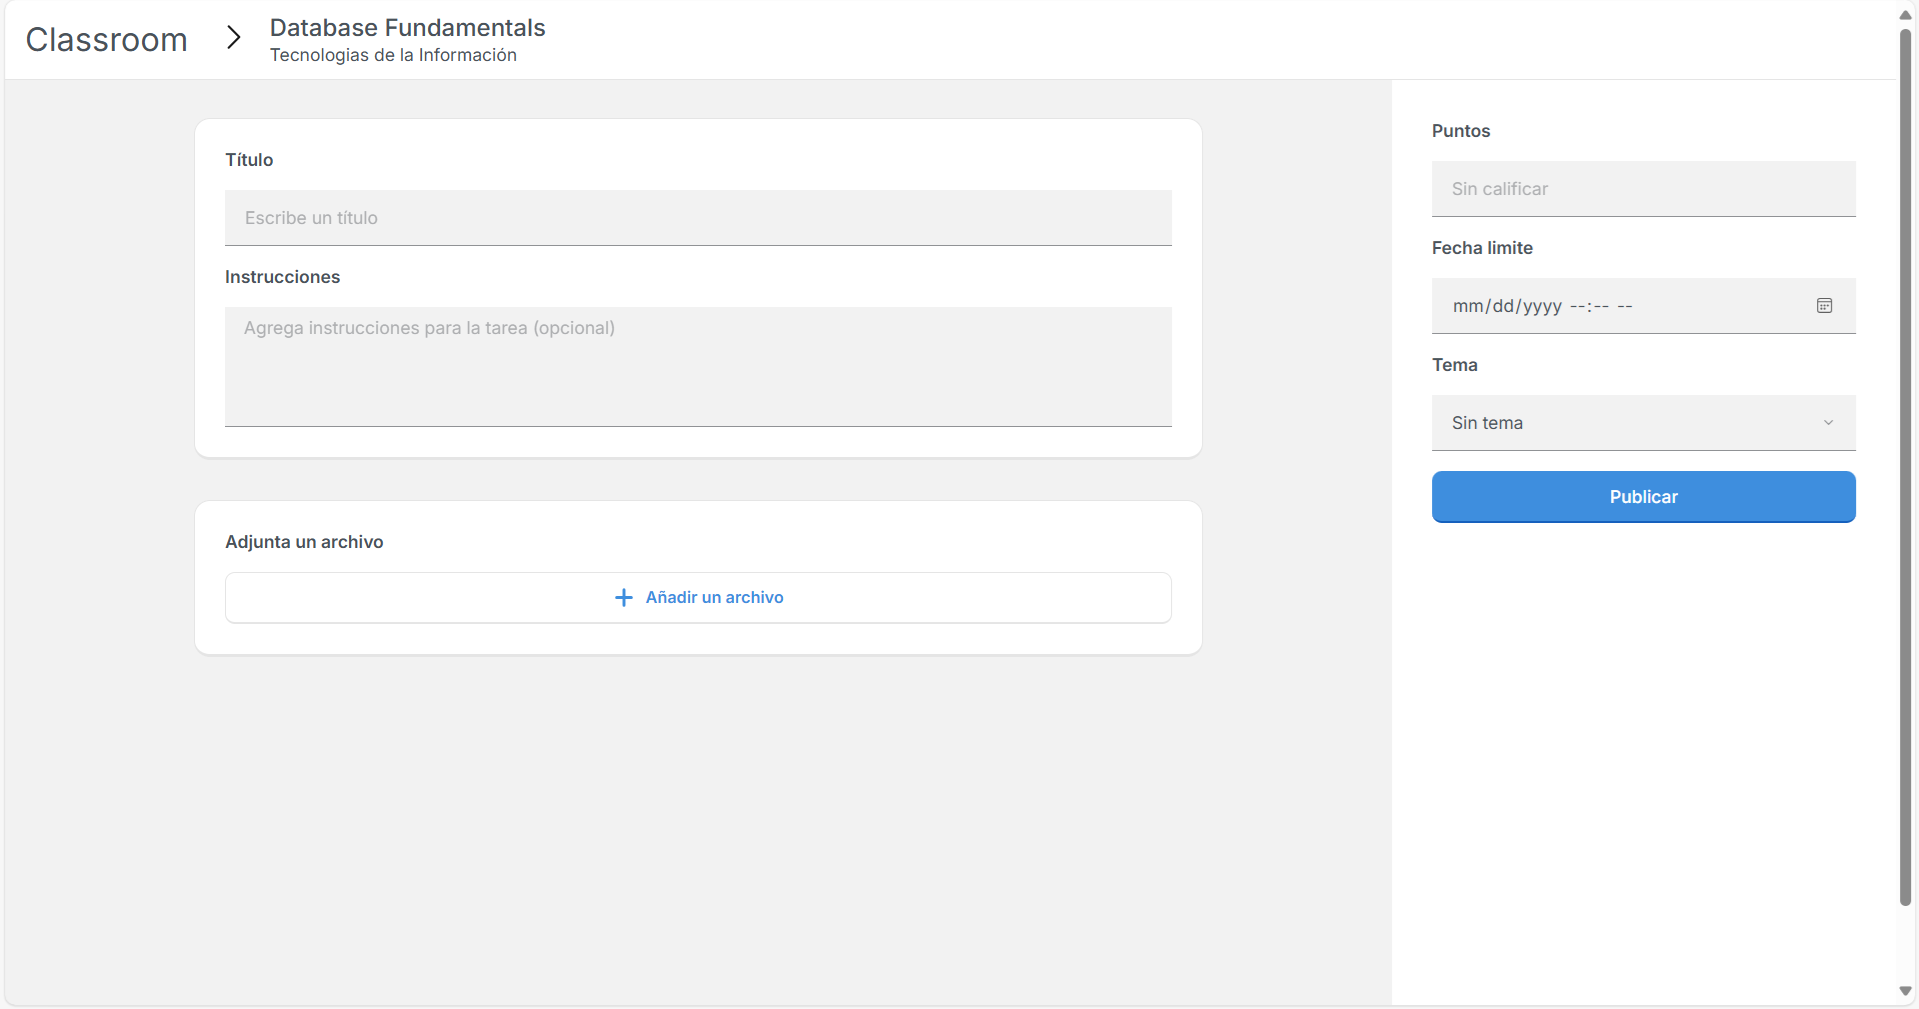 Classroom
Database Fundamentals
Tecnologias de la Información
Título
Escribe un título
Instrucciones
Agrega instrucciones para la tarea (opcional)
Adjunta un archivo
Añadir un archivo
Puntos
Sin calificar
Fecha limite
mm/dd/yyyy --:-- --
Tema
Sin tema
Publicar